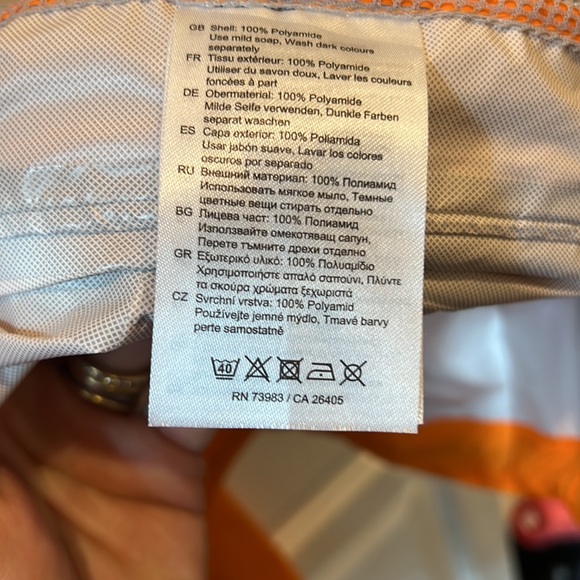 GB Shell: 100% Polyamide
Use mild soap, Wash dark colours
separately
FR Tissu extérieur: 100% Polyamide
Utiliser du savon doux, Laver les couleurs
foncées à part
DE Obermaterial: 100% Polyamide
Milde Seife verwenden, Dunkle Farben
separat waschen
ES Capa exterior: 100% Poliamida
Usar jabón suave, Lavar los colores
oscuros por separado
RU Внешний материал: 100% Полиамид
Использовать мягкое мыло, Темные
цветные вещи стирать отдельно
BG Лицева част: 100% Полиамид
Използвайте омекотяващ сапун,
Перете тъмните дрехи отделно
GR Εξωτερικό υλικό: 100% Πολυαμίδιο
Χρησιμοποιήστε απαλό σαπούνι, Πλύντε
τα σκούρα χρώματα ξεχωριστά
CZ Svrchní vrstva: 100% Polyamid
Používejte jemné mýdlo, Tmavé barvy
perte samostatně
40
RN 73983 / CA 26405